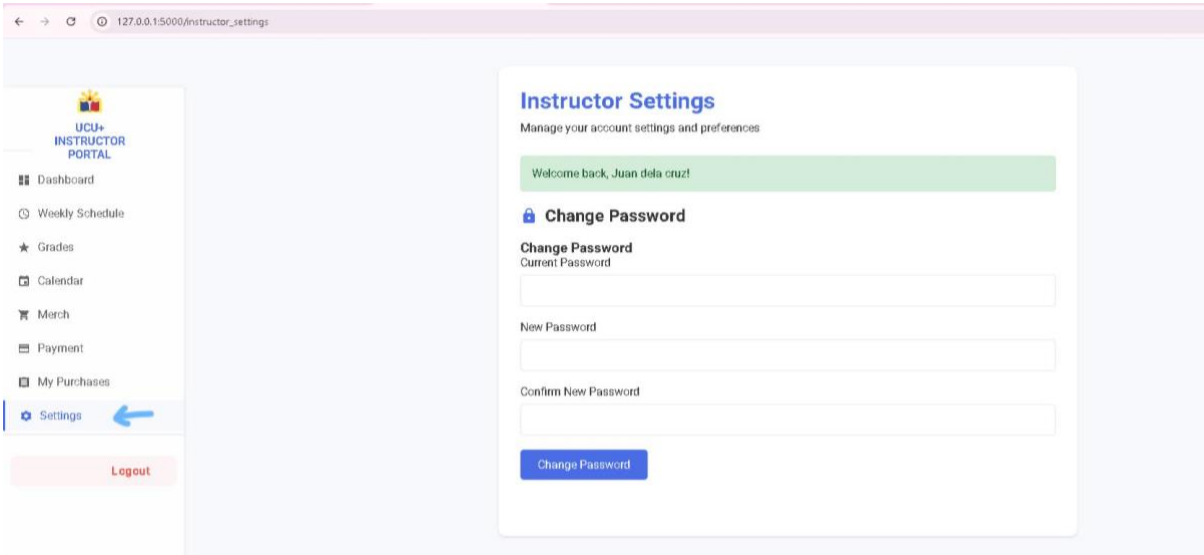 127.0.0.1:5000/instructor_settings
UCU+
INSTRUCTOR
PORTAL
Dashboard
Weekly Schedule
Grades
Calendar
Merch
Payment
My Purchases
Settings
Logout
Instructor Settings
Manage your account settings and preferences
Welcome back, Juan dela cruz!
Change Password
Change Password
Current Password
New Password
Confirm New Password
Change Password